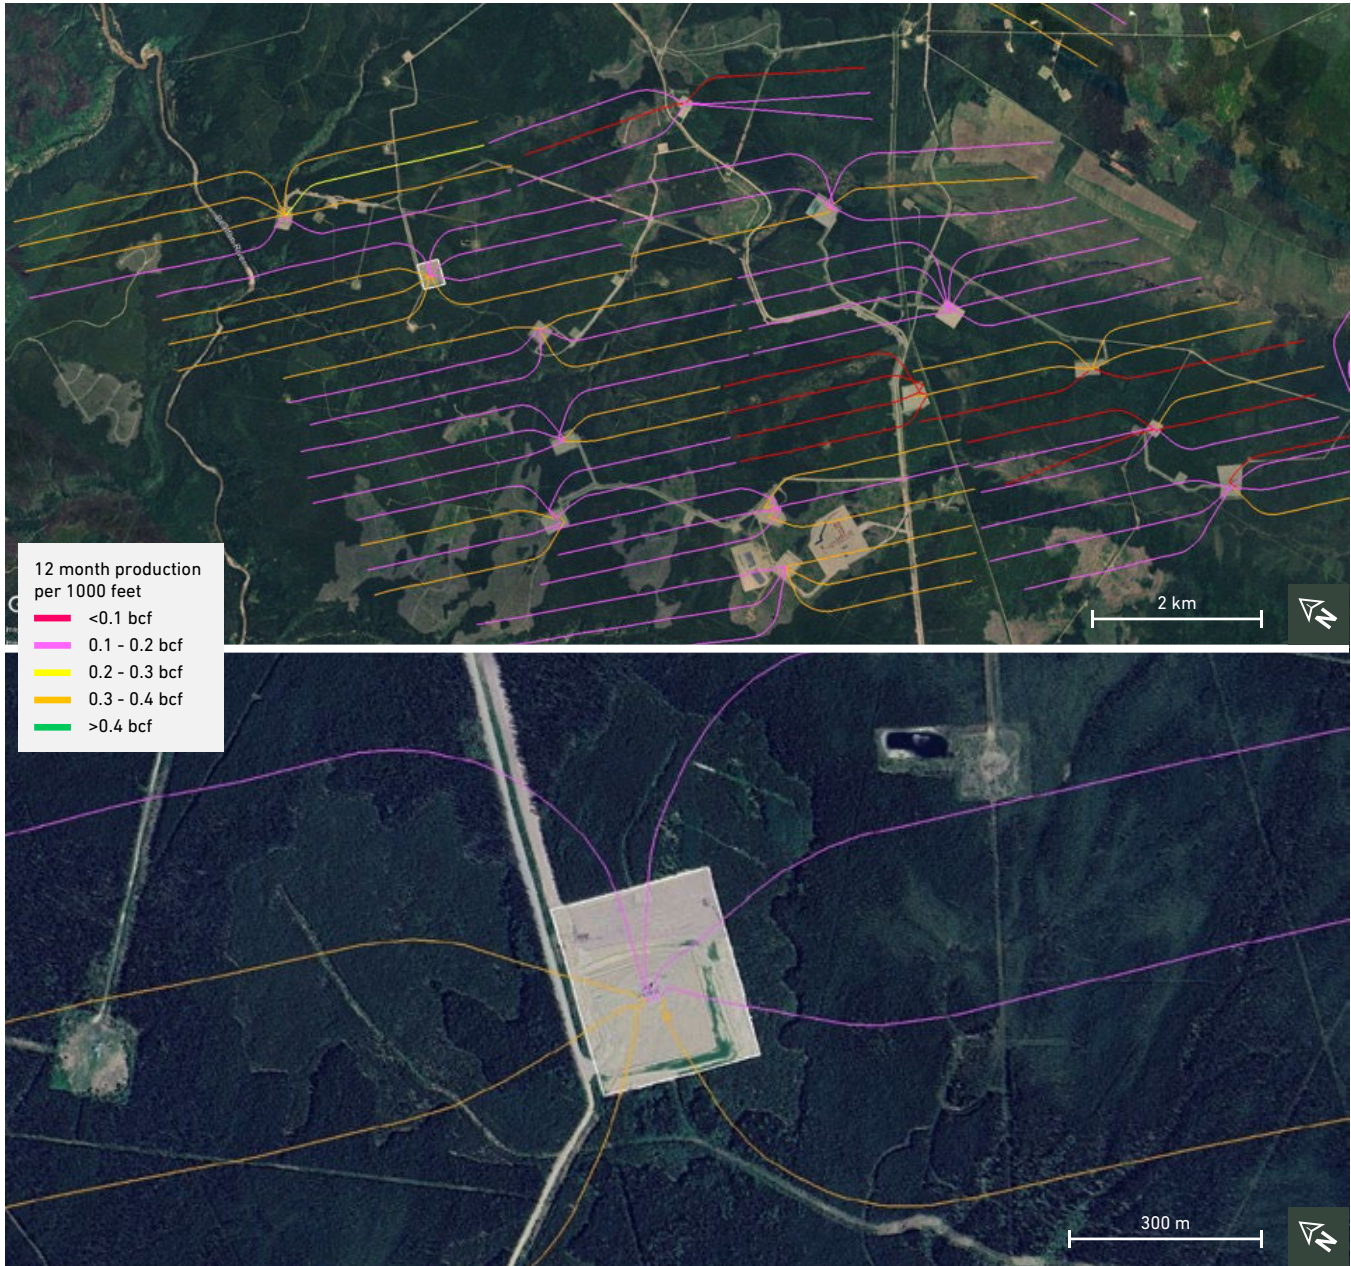 12 month production
per 1000 feet
<0.1 bcf
0.1 - 0.2 bcf
0.2 - 0.3 bcf
0.3 - 0.4 bcf
>0.4 bcf
2 km
N
300 m
N